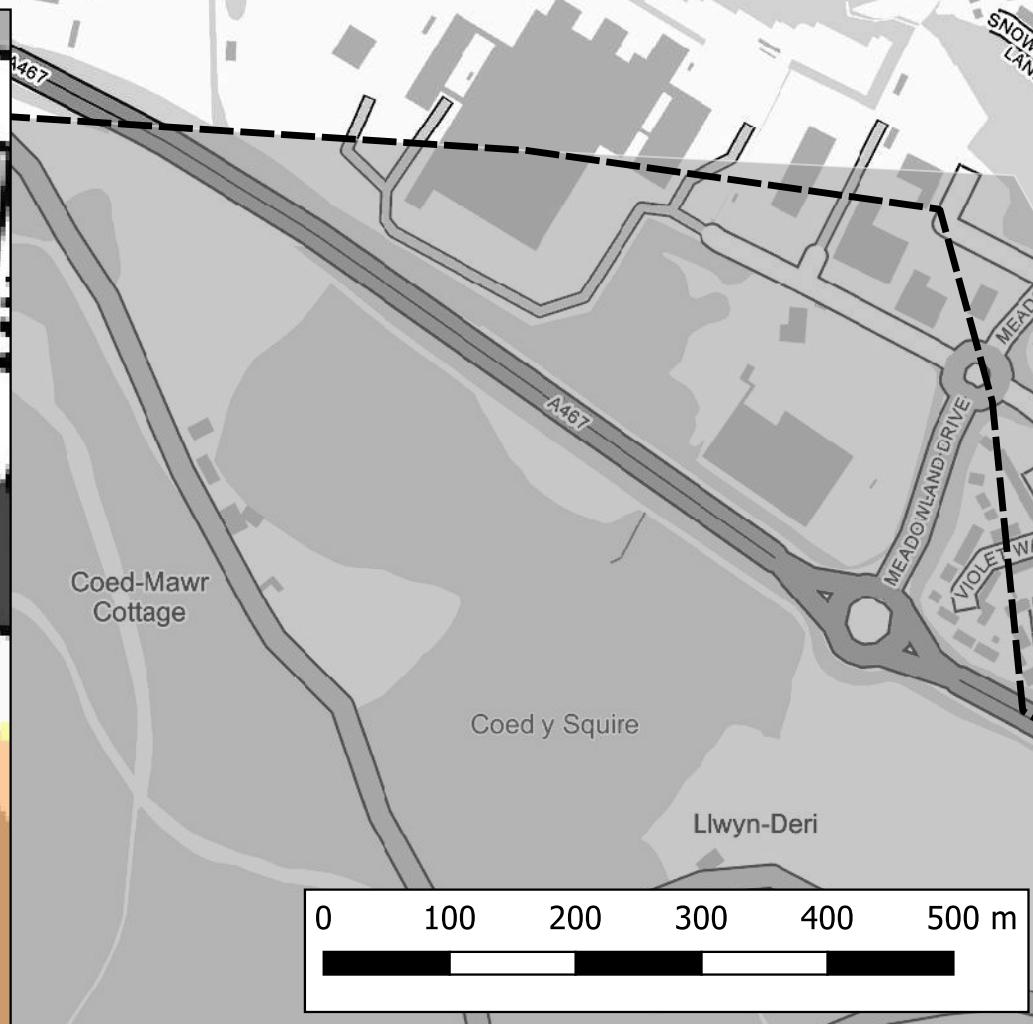 SNOW
LAN
A467
MEAD
A467
MEADOWLAND DRIVE
VIOLET WA
Coed-Mawr
Cottage
Coed y Squire
Llwyn-Deri
0 100 200 300 400 500 m